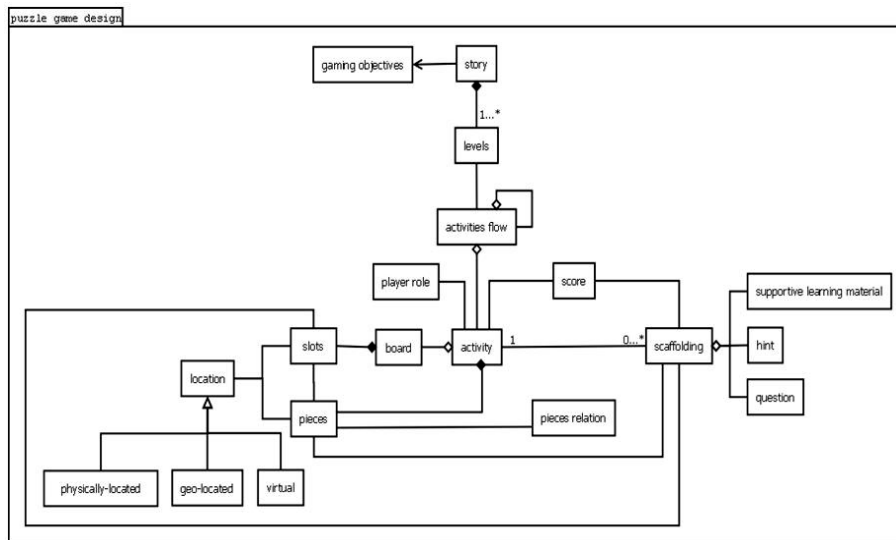 puzzle game design
gaming objectives
story
1...*
levels
activities flow
player role
score
supportive learning material
slots
board
activity
1
0...*
scaffolding
hint
location
question
pieces
pieces relation
physically-located
geo-located
virtual